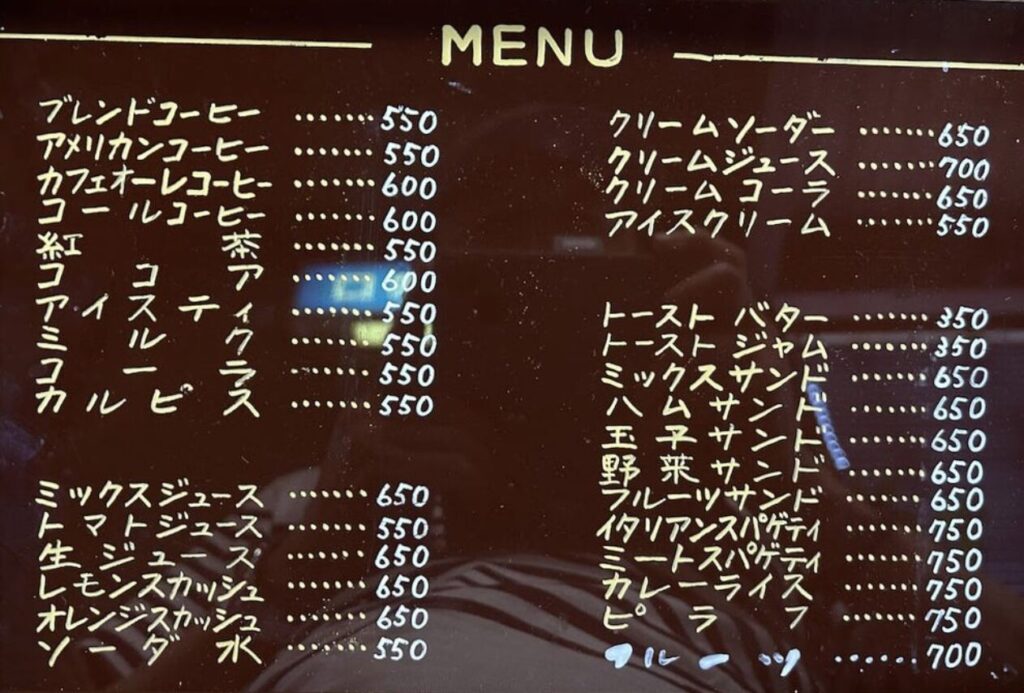 MENU
ブレンドコーヒー ……… 550
アメリカンコーヒー ……… 550
カフェオーレコーヒー ……… 600
コールコーヒー ……… 600
紅茶 ……… 550
ココア ……… 600
アイスティ ……… 550
ミルク ……… 550
コーラ ……… 550
カルピス ……… 550
ミックスジュース ……… 650
トマトジュース ……… 550
生ジュース ……… 650
レモンスカッシュ ……… 650
オレンジスカッシュ ……… 650
ソーダ水 ……… 550
クリームソーダー ……… 650
クリームジュース ……… 700
クリームコーラ ……… 650
アイスクリーム ……… 550
トースト バター ……… 350
トースト ジャム ……… 350
ミックスサンド ……… 650
ハムサンド ……… 650
玉子サンド ……… 650
野菜サンド ……… 650
フルーツサンド ……… 650
イタリアンスパゲティ ……… 750
ミートスパゲティ ……… 750
カレーライス ……… 750
ピラフ ……… 750
フルーツ ……… 700